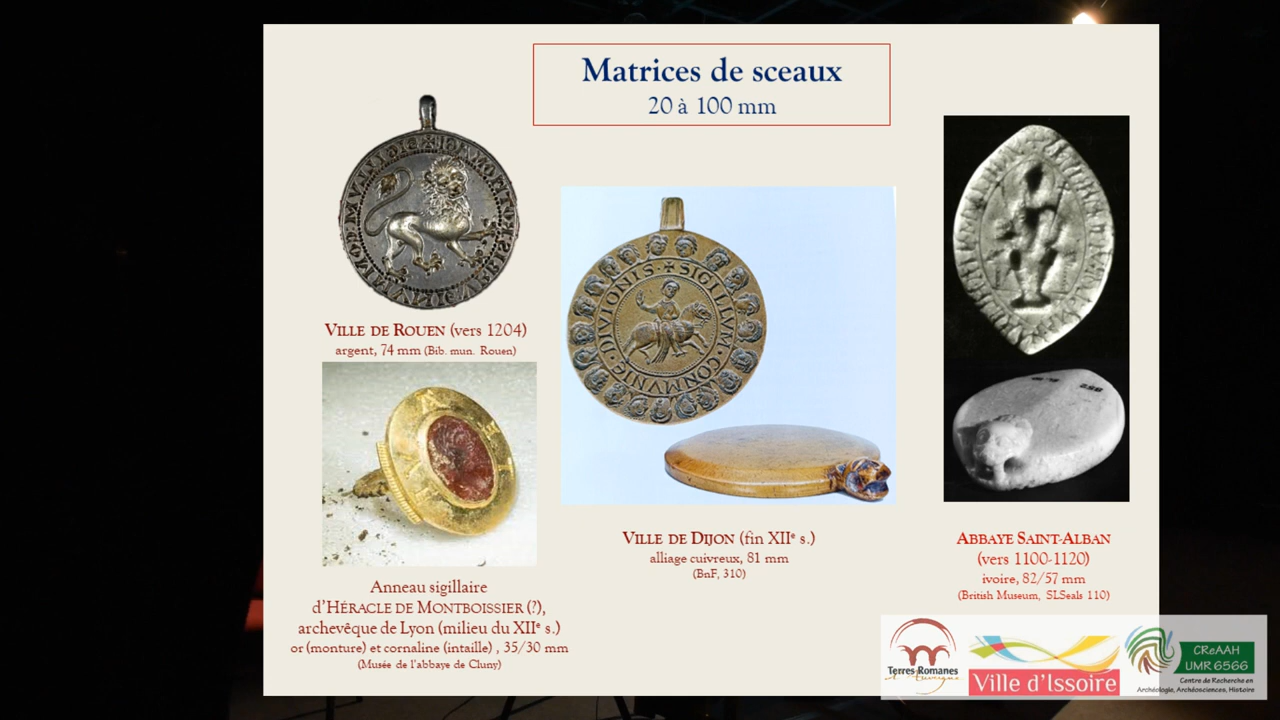 Matrices de sceaux
20 à 100 mm
VILLE DE ROUEN (vers 1204)
argent, 74 mm (Bib. mun. Rouen)
Anneau sigillaire
d'HÉRACLE DE MONTBOISSIER (?),
archevêque de Lyon (milieu du XIIe s.)
or (monture) et cornaline (intaille) , 35/30 mm
(Musée de l'abbaye de Cluny)
✠ SIGILLVM CONMVNIE DIVIONIS
VILLE DE DIJON (fin XIIe s.)
alliage cuivreux, 81 mm
(BnF, 310)
ABBAYE SAINT-ALBAN
(vers 1100-1120)
ivoire, 82/57 mm
(British Museum, SLSeals 110)
Terres Romanes
d'Auvergne
Ville d'Issoire
CReAAH
UMR 6566
Centre de Recherche en
Archéologie, Archéosciences, Histoire